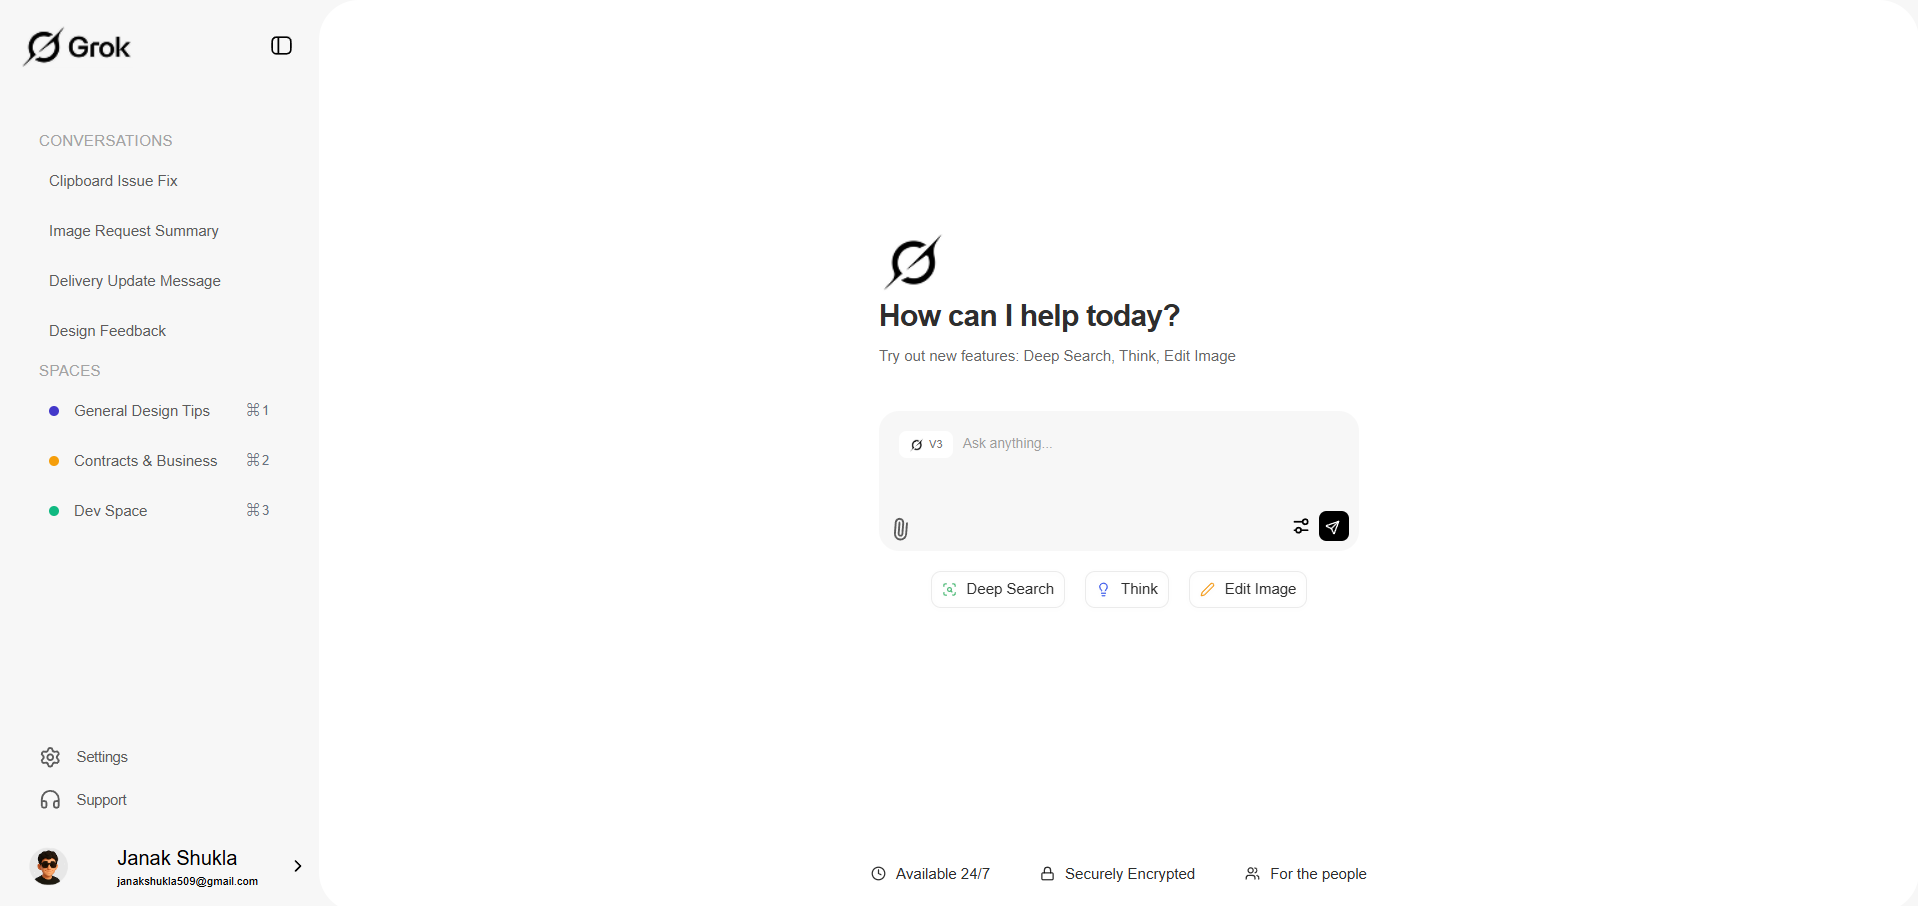 Grok
CONVERSATIONS
Clipboard Issue Fix
Image Request Summary
Delivery Update Message
Design Feedback
SPACES
General Design Tips ⌘1
Contracts & Business ⌘2
Dev Space ⌘3
Settings
Support
Janak Shukla
janakshukla509@gmail.com
How can I help today?
Try out new features: Deep Search, Think, Edit Image
V3 Ask anything...
Deep Search Think Edit Image
Available 24/7 Securely Encrypted For the people